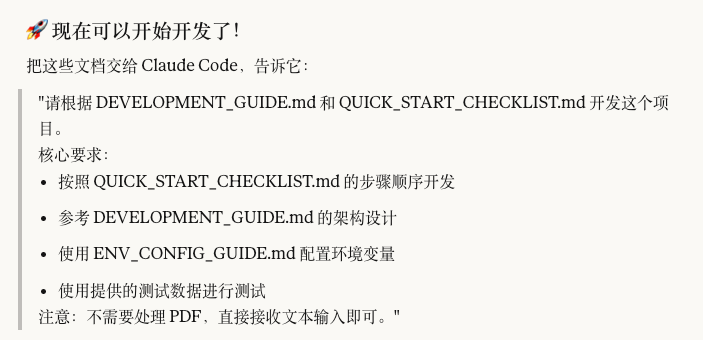 🚀 现在可以开始开发了！
把这些文档交给 Claude Code，告诉它：
"请根据 DEVELOPMENT_GUIDE.md 和 QUICK_START_CHECKLIST.md 开发这个项
目。
核心要求：
• 按照 QUICK_START_CHECKLIST.md 的步骤顺序开发
• 参考 DEVELOPMENT_GUIDE.md 的架构设计
• 使用 ENV_CONFIG_GUIDE.md 配置环境变量
• 使用提供的测试数据进行测试
注意：不需要处理 PDF，直接接收文本输入即可。"